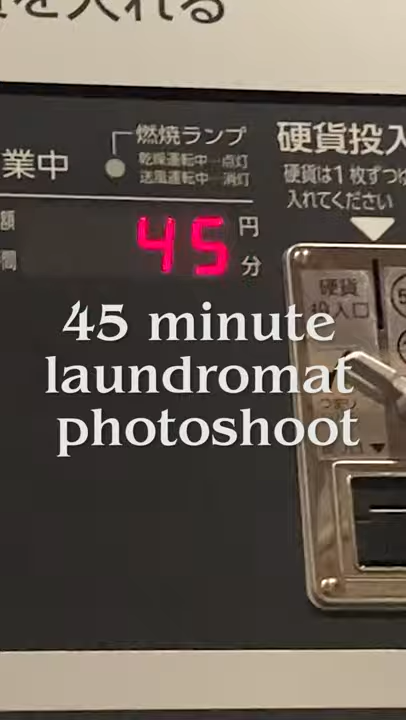 を入れる
燃焼ランプ
乾燥運転中…点灯
送風運転中…消灯
業中
硬貨投入
硬貨は1枚ずつ
入れてください
額
45
円
間
分
硬貨
投入口
45 minute
laundromat
photoshoot